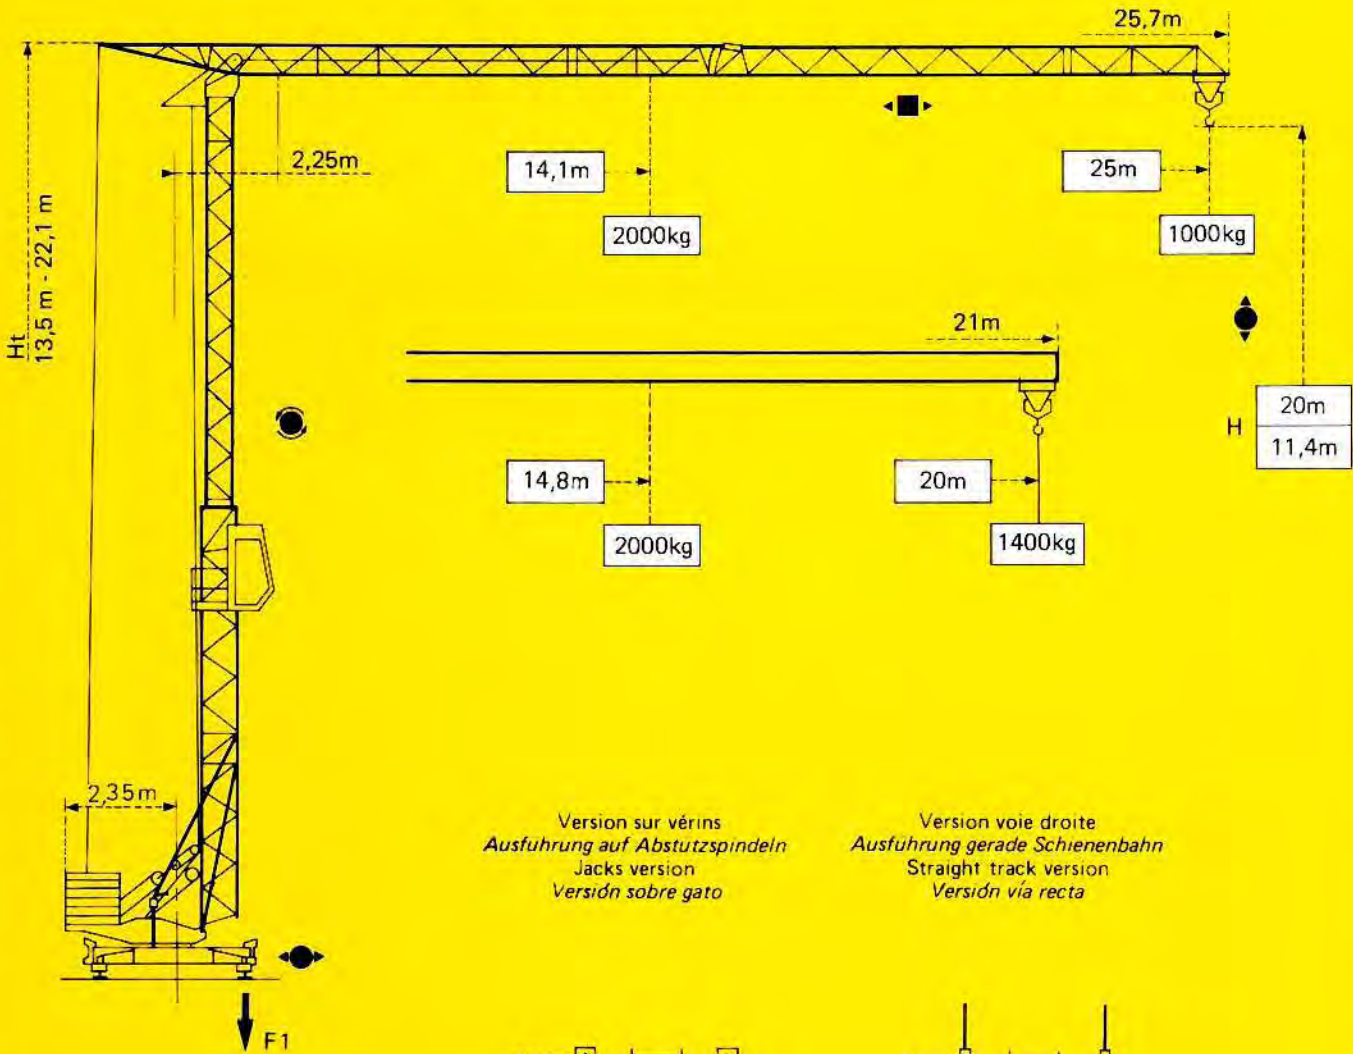 25,7m
2,25m
14,1m
25m
2000kg
1000kg
Ht
13,5 m - 22,1 m
21m
20m
H
11,4m
14,8m
20m
2000kg
1400kg
2,35m
Version sur vérins
Ausfuhrung auf Abstutzspindeln
Jacks version
Versión sobre gato
Version voie droite
Ausfuhrung gerade Schienenbahn
Straight track version
Versión vía recta
F1